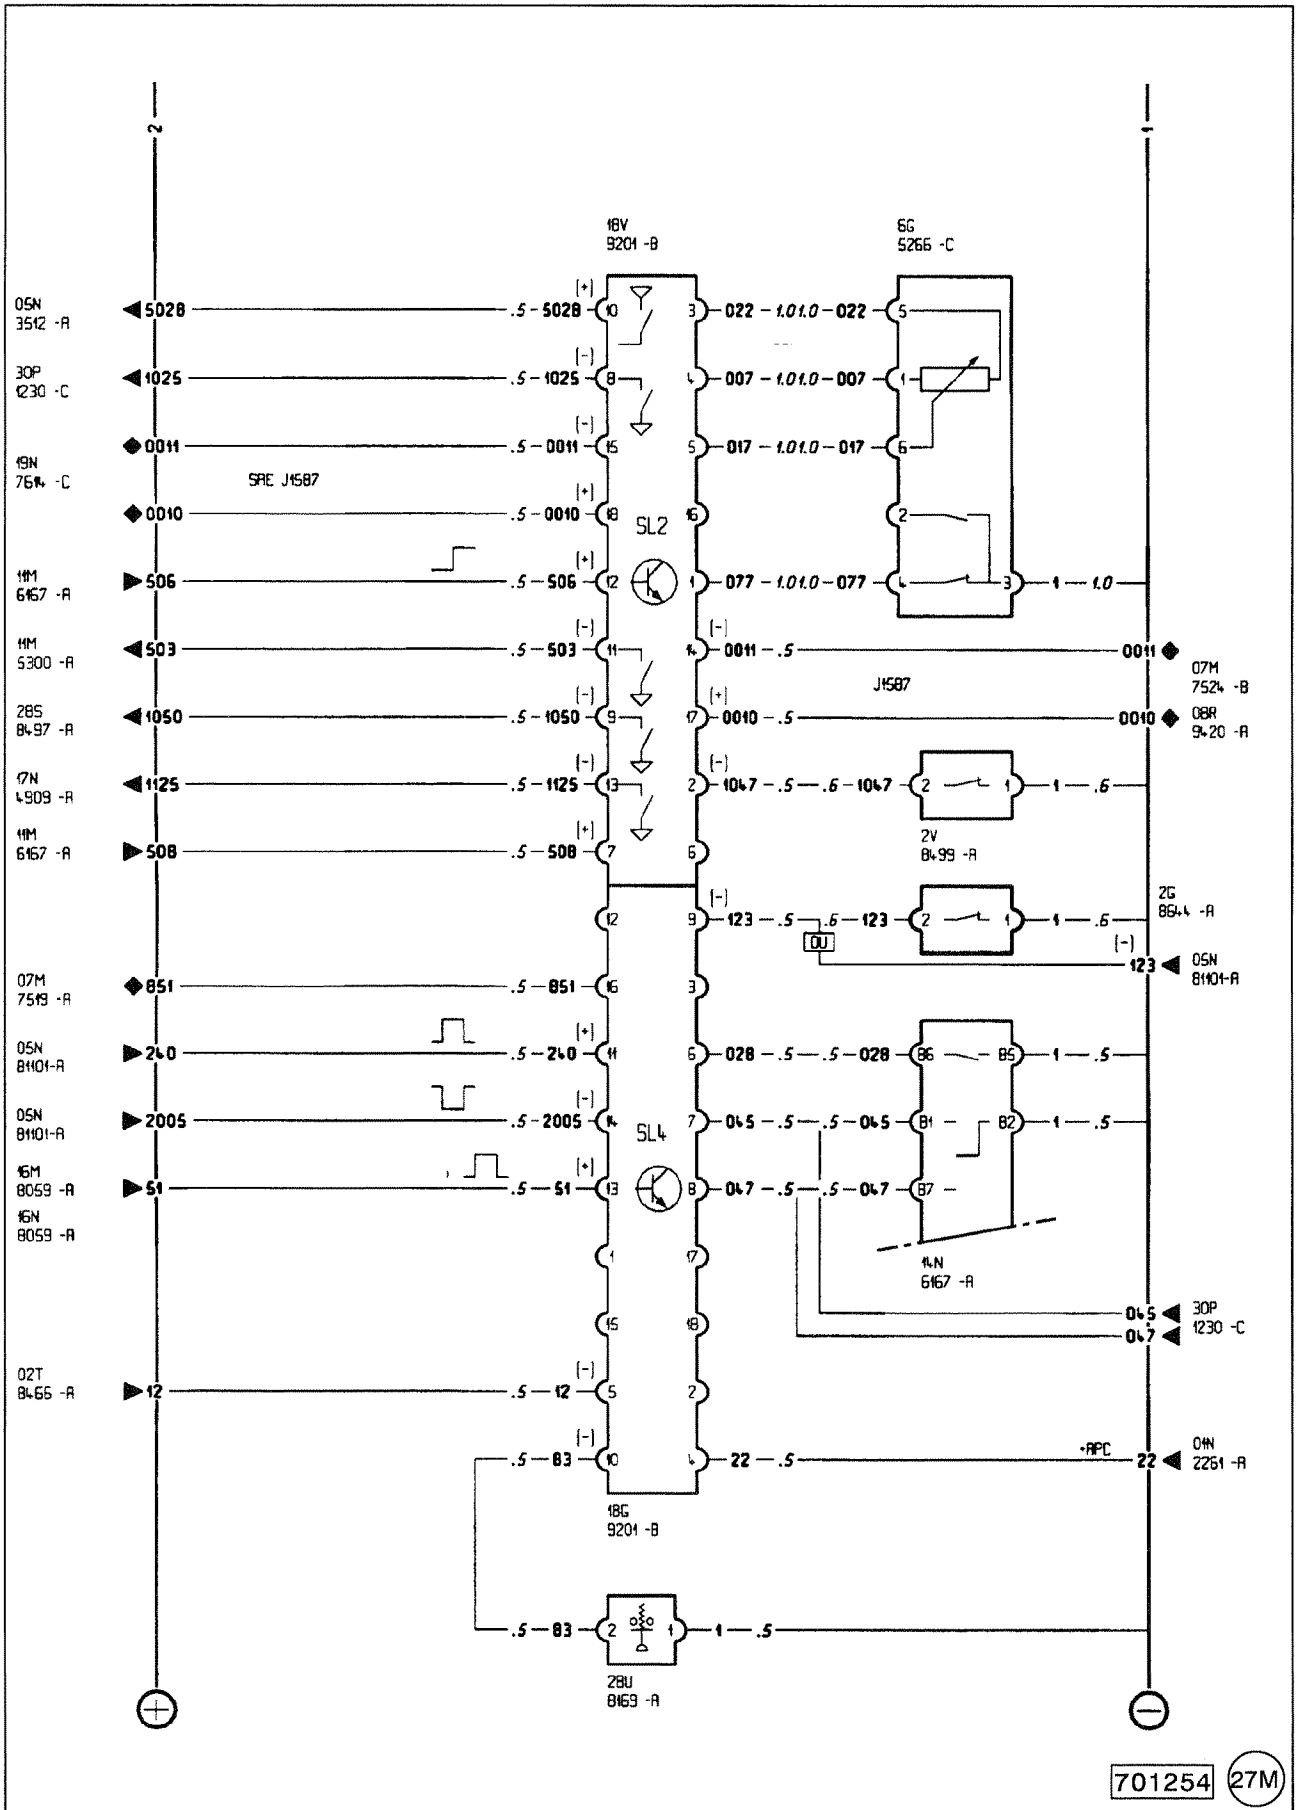 2 1
18V 6G
9201 -B 5266 -C
05N
3512 -A 5028 .5 5028 (+) 10 3 022 1.01.0 022 5
30P
1230 -C 1025 .5 1025 (-) 8 4 007 1.01.0 007 1
0011 .5 0011 (-) 15 5 017 1.01.0 017 6
19N
7614 -C SAE J1587
0010 .5 0010 (+) 18 SL2 16 2
11M
6167 -A 506 .5 506 (+) 12 1 077 1.01.0 077 4 3 1 1.0
11M
5300 -A 503 .5 503 (-) 11 14 (-) 0011 .5 0011
J1587
07M
7524 -B
28S
8497 -A 1050 .5 1050 (-) 9 17 (+) 0010 .5 0010
08R
9420 -A
17N
4909 -A 1125 .5 1125 (-) 13 2 (-) 1047 .5 .6 1047 2 1 1 .6
11M
6167 -A 508 .5 508 (+) 7 6
2V
8499 -A
12 9 (-) 123 .5 .6 123 2 1 1 .6
2G
8644 -A
OU (-) 123
05N
81101-A
07M
7519 -A 851 .5 851 16 3
05N
81101-A 240 .5 240 (+) 11 6 028 .5 .5 028 B6 B5 1 .5
05N
81101-A 2005 .5 2005 (-) 14 SL4 7 045 .5 .5 045 B1 B2 1 .5
16M
8059 -A 51 .5 51 (+) 13 8 047 .5 .5 047 B7
16N
8059 -A
1 17
14N
6167 -A
15 18 045
30P
1230 -C
047
02T
8466 -A 12 .5 12 (-) 5 2
.5 83 (-) 10 4 22 .5 +APC 22
01N
2261 -A
18G
9201 -B
.5 83 2 1 1 .5
28U
8169 -A
+ −
701254 27M